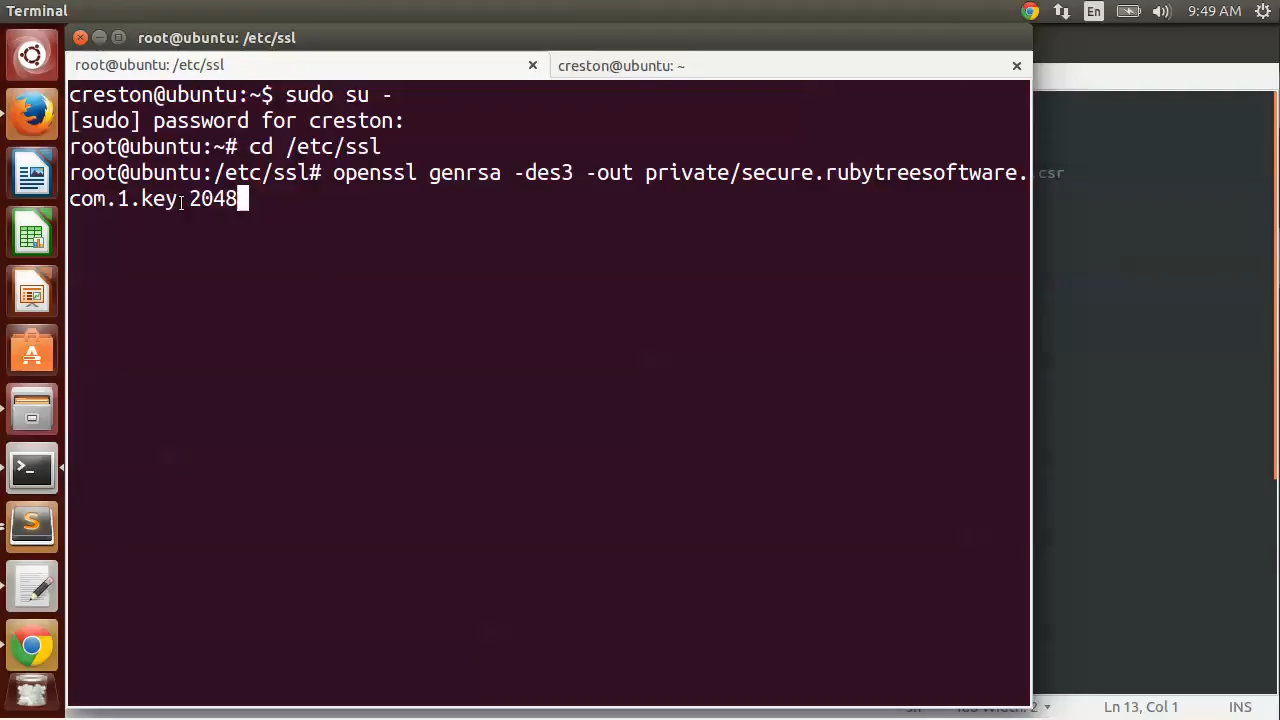 Terminal
En
9:49 AM
root@ubuntu: /etc/ssl
root@ubuntu: /etc/ssl
creston@ubuntu: ~
creston@ubuntu:~$ sudo su -
[sudo] password for creston:
root@ubuntu:~# cd /etc/ssl
root@ubuntu:/etc/ssl# openssl genrsa -des3 -out private/secure.rubytreesoftware.
com.1.key 2048
.csr
Ln 13, Col 1
INS